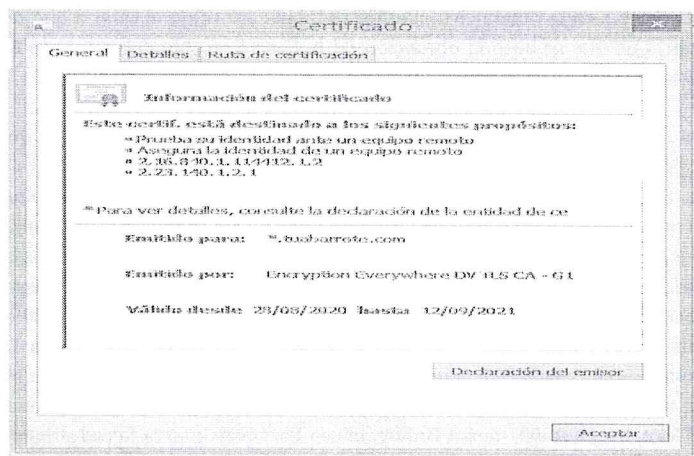 Certificado
General Detalles Ruta de certificación
Información del certificado
Este certif. está destinado a los siguientes propósitos:
• Prueba su identidad ante un equipo remoto
• Asegura la identidad de un equipo remoto
• 2.16.840.1.114412.1.2
• 2.23.140.1.2.1
*Para ver detalles, consulte la declaración de la entidad de ce
Emitido para: *.tuabarrote.com
Emitido por: Encryption Everywhere DV TLS CA - G1
Válido desde 28/08/2020 hasta 12/09/2021
Declaración del emisor
Aceptar